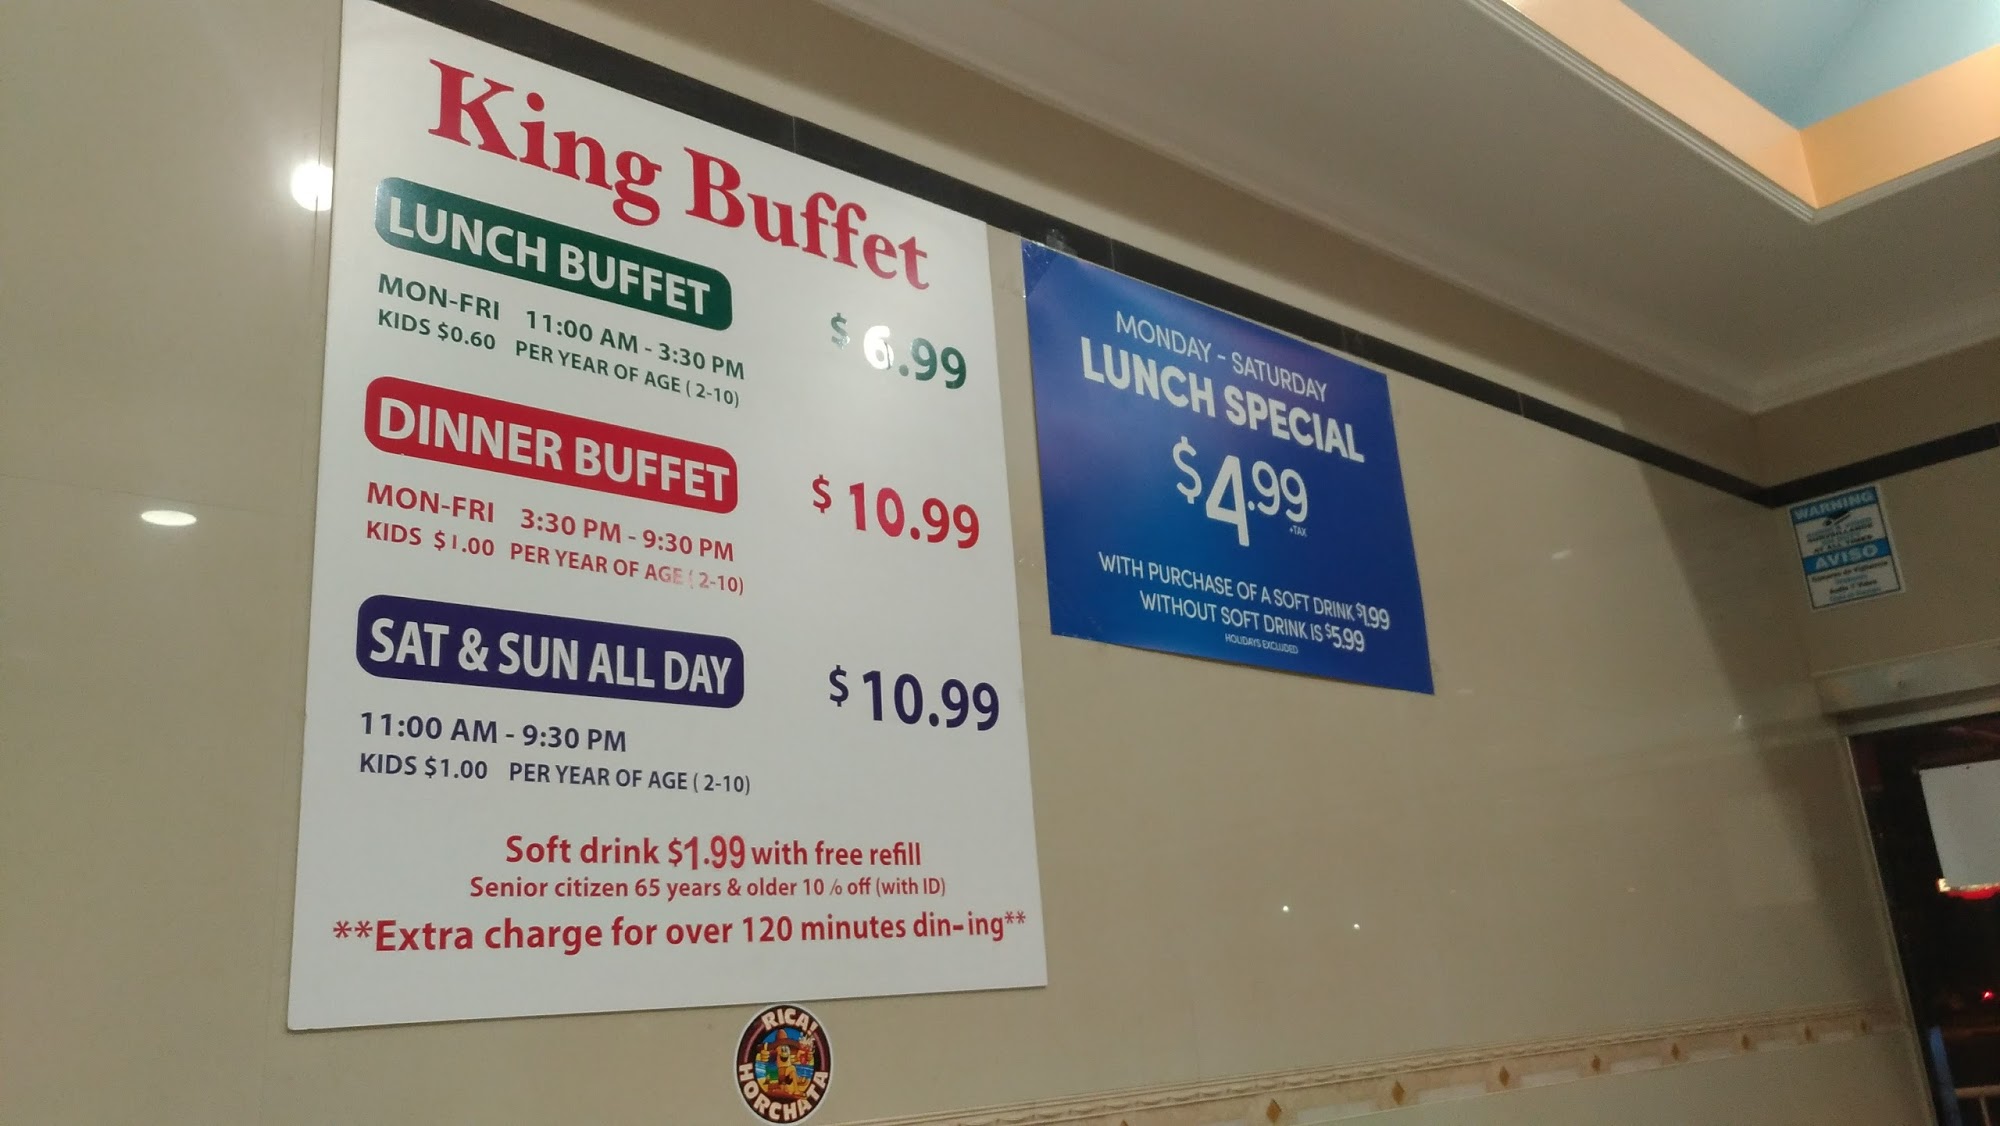 King Buffet
LUNCH BUFFET
MON-FRI 11:00 AM - 3:30 PM
$ 6.99
KIDS $0.60 PER YEAR OF AGE ( 2-10)
DINNER BUFFET
MON-FRI 3:30 PM - 9:30 PM
$ 10.99
KIDS $1.00 PER YEAR OF AGE ( 2-10)
SAT & SUN ALL DAY
$ 10.99
11:00 AM - 9:30 PM
KIDS $1.00 PER YEAR OF AGE ( 2-10)
Soft drink $1.99 with free refill
Senior citizen 65 years & older 10 % off (with ID)
**Extra charge for over 120 minutes din-ing**
MONDAY - SATURDAY
LUNCH SPECIAL
$4.99
+TAX
WITH PURCHASE OF A SOFT DRINK $1.99
WITHOUT SOFT DRINK IS $5.99
HOLIDAYS EXCLUDED
WARNING
AT ALL TIMES
AVISO
RICA!
HORCHATA